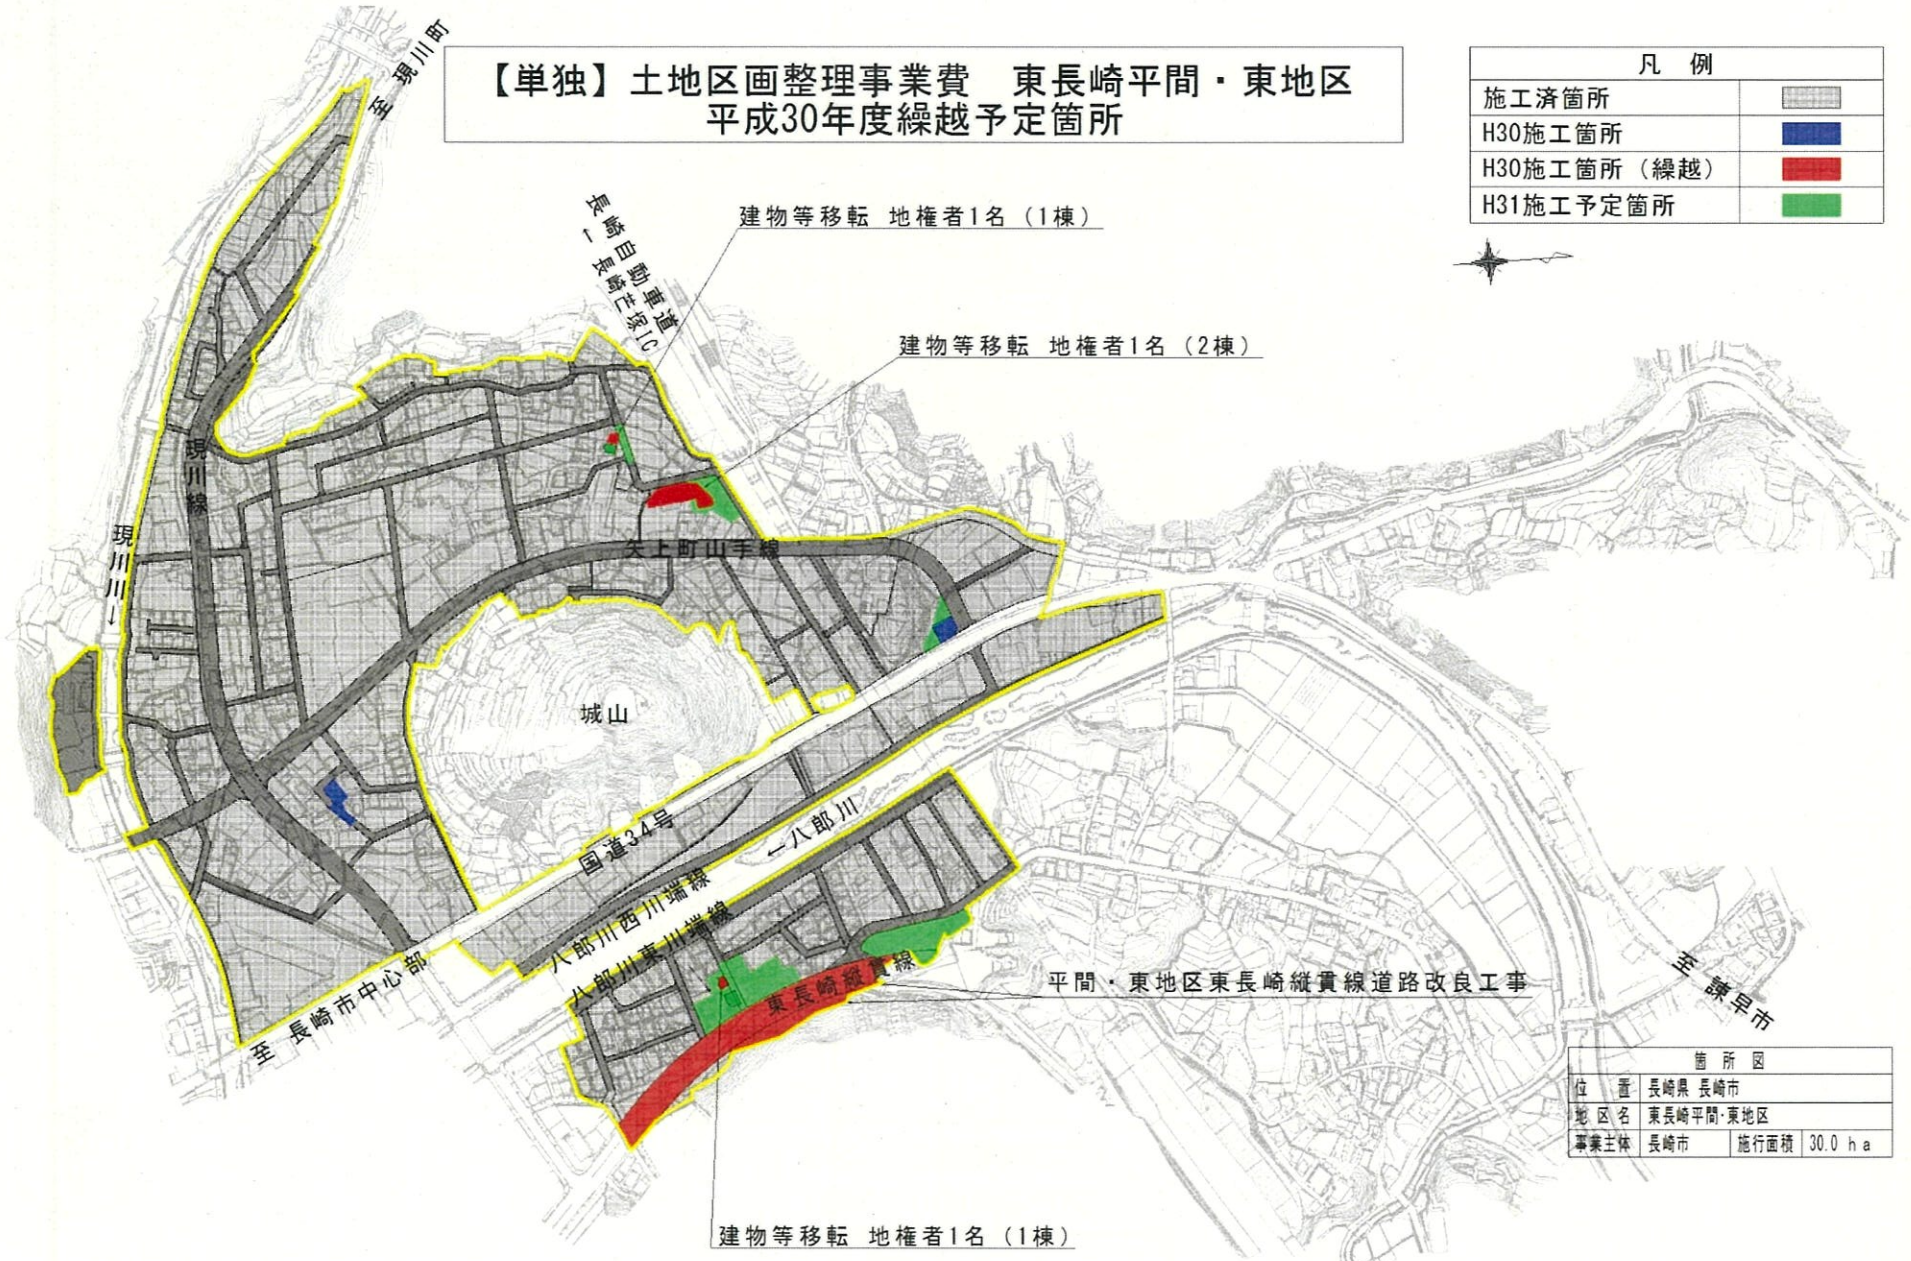 【単独】土地区画整理事業費　東長崎平間・東地区
平成30年度繰越予定箇所
凡 例
施工済箇所
H30施工箇所
H30施工箇所（繰越）
H31施工予定箇所
至 現川町
長崎自動車道
← 長崎芒塚IC
建物等移転 地権者1名（1棟）
建物等移転 地権者1名（2棟）
現川線
現川川→
矢上町山手線
城山
国道34号
←八郎川
八郎川西川端線
八郎川東川端線
東長崎縦貫線
至 長崎市中心部
平間・東地区東長崎縦貫線道路改良工事
至 諫早市
建物等移転 地権者1名（1棟）
箇 所 図
位 置 長崎県 長崎市
地 区 名 東長崎平間･東地区
事業主体 長崎市 施行面積 30.0 ｈａ